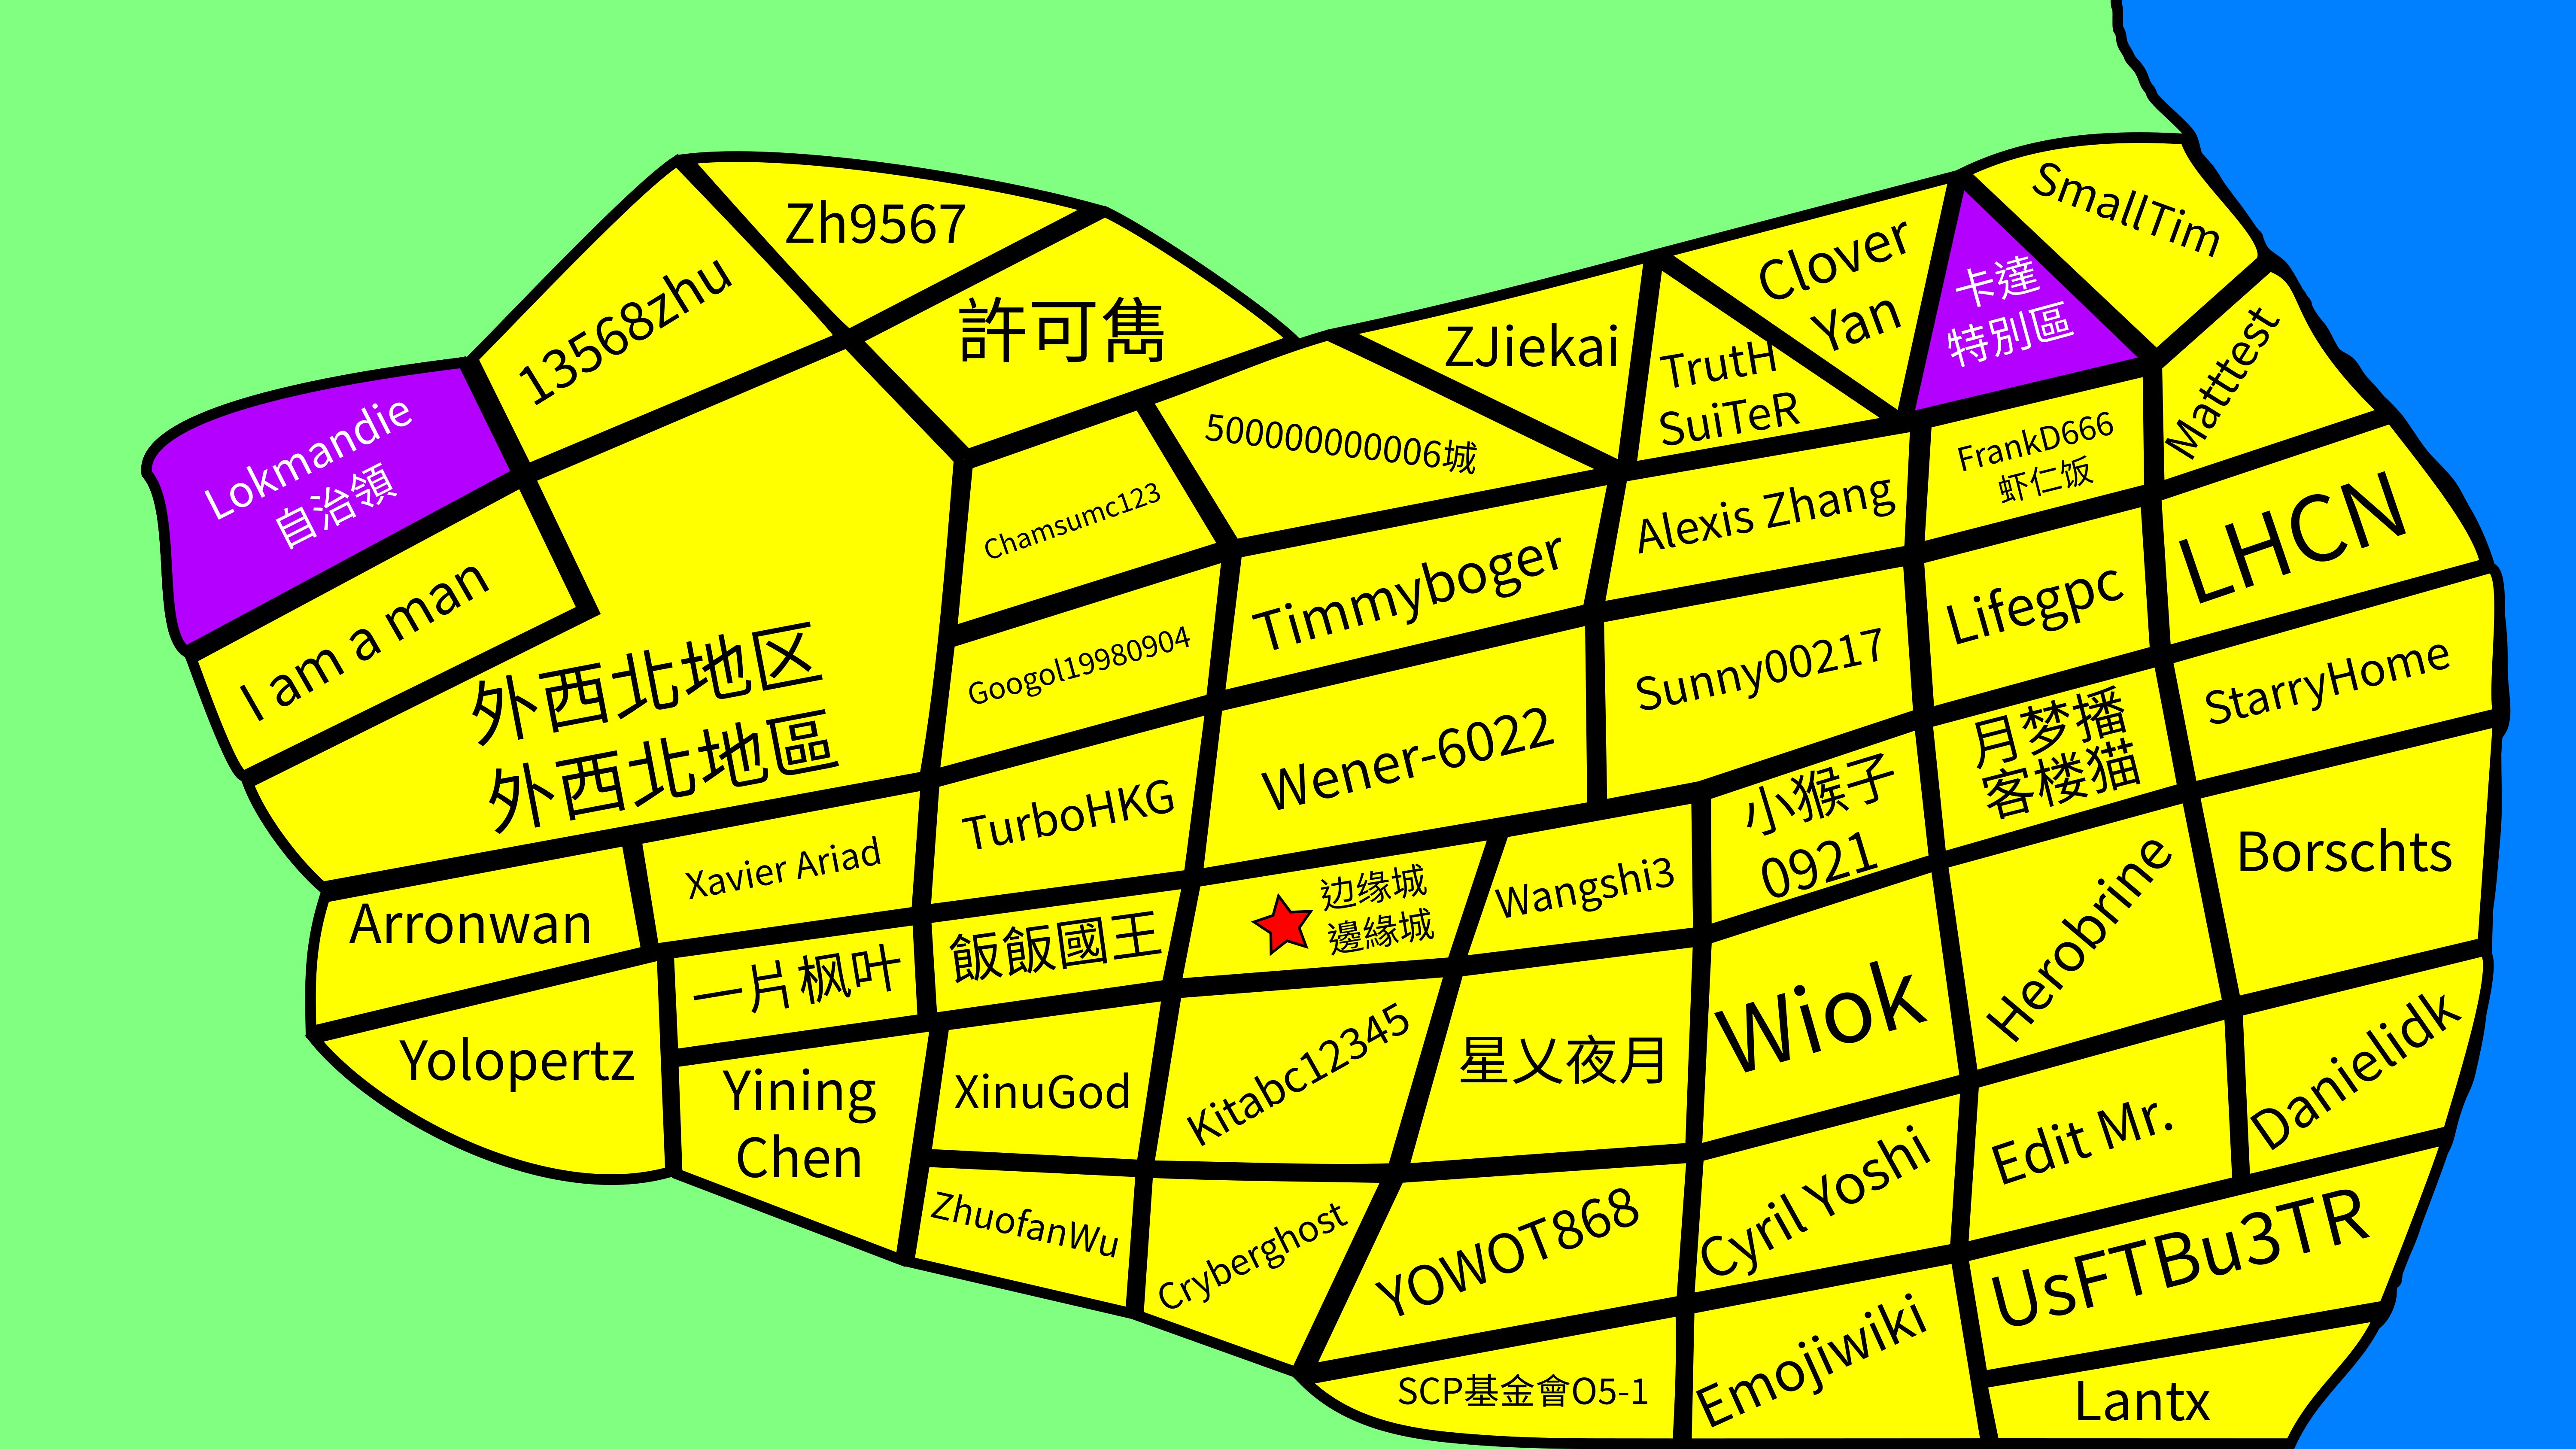 Zh9567
13568zhu
許可雋
Lokmandie
自治領
I am a man
外西北地区
外西北地區
ZJiekai
TrutH
SuiTeR
Clover
Yan
卡達
特別區
SmallTim
Matttest
500000000006城
Chamsumc123
Googol19980904
Timmyboger
Alexis Zhang
FrankD666
虾仁饭
LHCN
Lifegpc
Sunny00217
StarryHome
月梦播
客楼猫
Wener-6022
TurboHKG
小猴子
0921
Xavier Ariad
Arronwan
一片枫叶
飯飯國王
边缘城
邊緣城
Wangshi3
Herobrine
Borschts
Yolopertz
Yining
Chen
XinuGod
Kitabc12345
星乂夜月
Wiok
Danielidk
Edit Mr.
Cyril Yoshi
ZhuofanWu
Cryberghost
YOWOT868
UsFTBu3TR
SCP基金會O5-1
Emojiwiki
Lantx